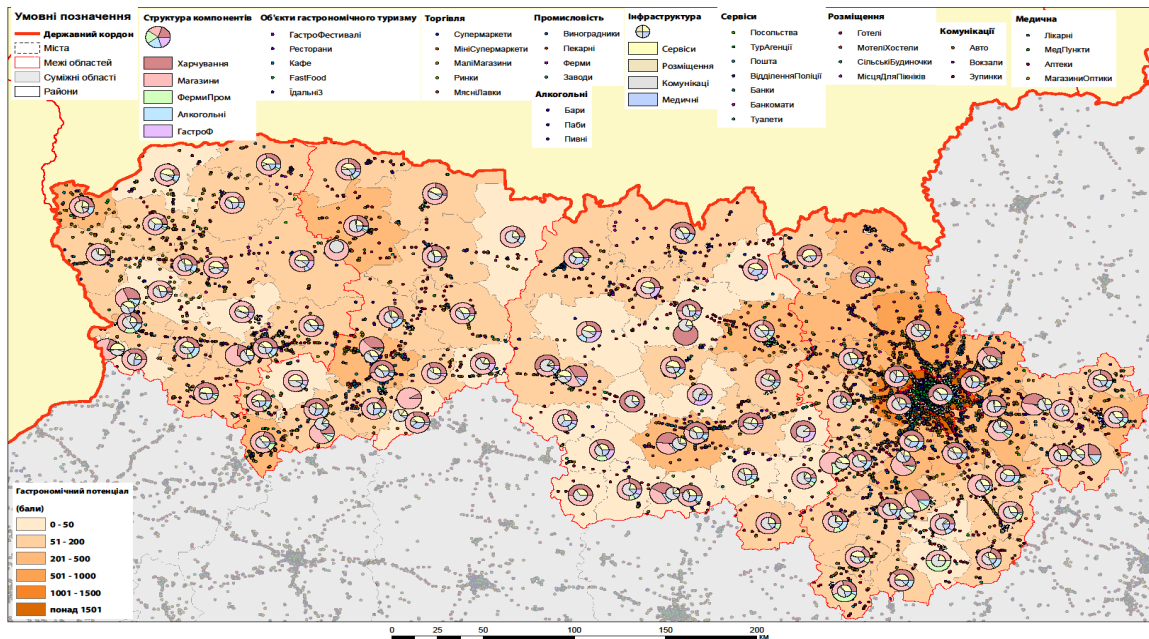 Умовні позначення
Державний кордон
Міста
Межі областей
Суміжні області
Райони
Структура компонентів
Харчування
Магазини
ФермиПром
Алкогольні
ГастроФ
Об'єкти гастрономічного туризму
ГастроФестивалі
Ресторани
Кафе
FastFood
Їдальні3
Торгівля
Супермаркети
МініСупермаркети
МаліМагазини
Ринки
МясніЛавки
Промисловість
Виноградники
Пекарні
Ферми
Заводи
Алкогольні
Бари
Паби
Пивні
Інфраструктура
Сервіси
Розміщення
Комунікаці
Медичні
Сервіси
Посольства
ТурАгенції
Пошта
ВідділенняПоліції
Банки
Банкомати
Туалети
Розміщення
Готелі
МотеліХостели
СільськіБудиночки
МісцяДляПікніків
Комунікації
Авто
Вокзали
Зупинки
Медична
Лікарні
МедПункти
Аптеки
МагазиниОптики
Гастрономічний потенціал
(бали)
0 - 50
51 - 200
201 - 500
501 - 1000
1001 - 1500
понад 1501
0 25 50 100 150 200
КМ